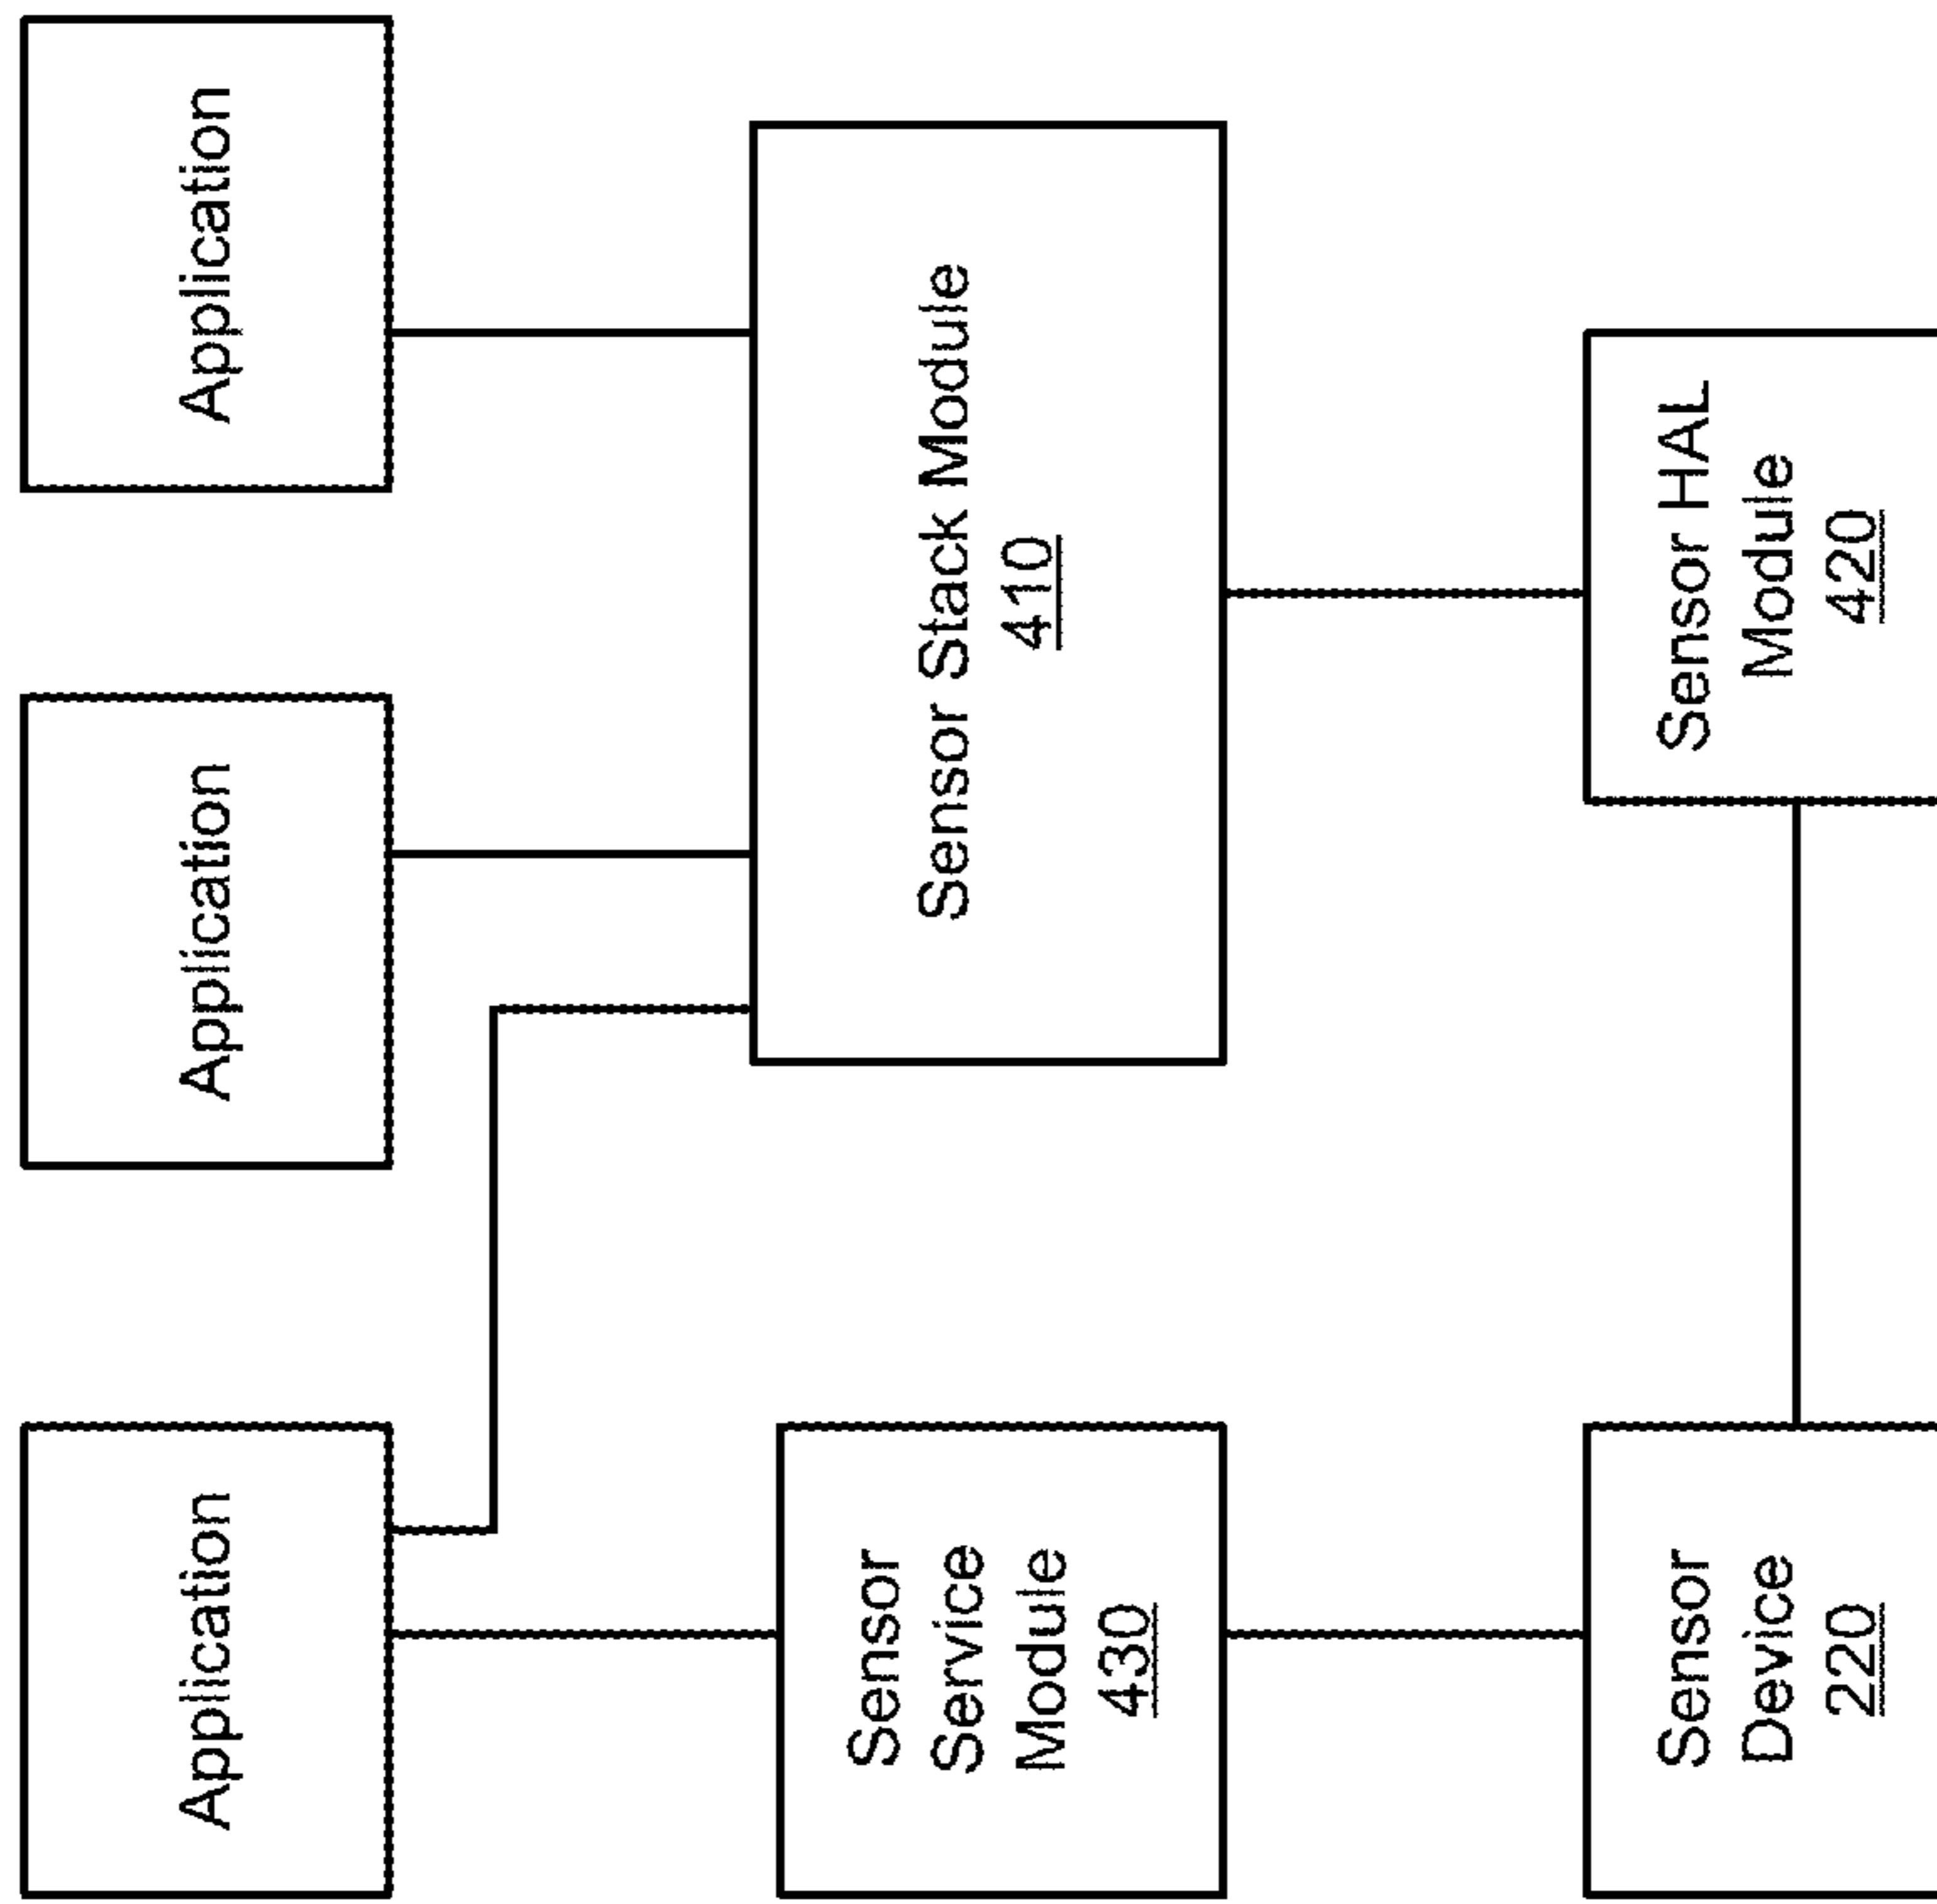 Application
Application
Application
Sensor
Service
Module
430
Sensor Stack Module
410
Sensor
Device
220
Sensor HAL
Module
420